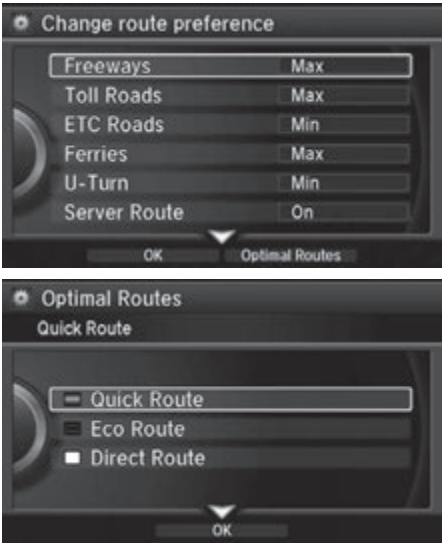 Change route preference
Freeways Max
Toll Roads Max
ETC Roads Min
Ferries Max
U-Turn Min
Server Route On
OK Optimal Routes
Optimal Routes
Quick Route
Quick Route
Eco Route
Direct Route
OK